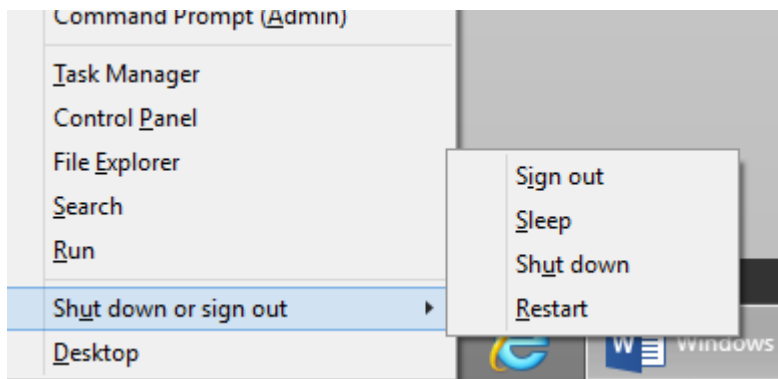 Command Prompt (Admin)
Task Manager
Control Panel
File Explorer
Search
Run
Shut down or sign out
Desktop
Sign out
Sleep
Shut down
Restart
W
Windows